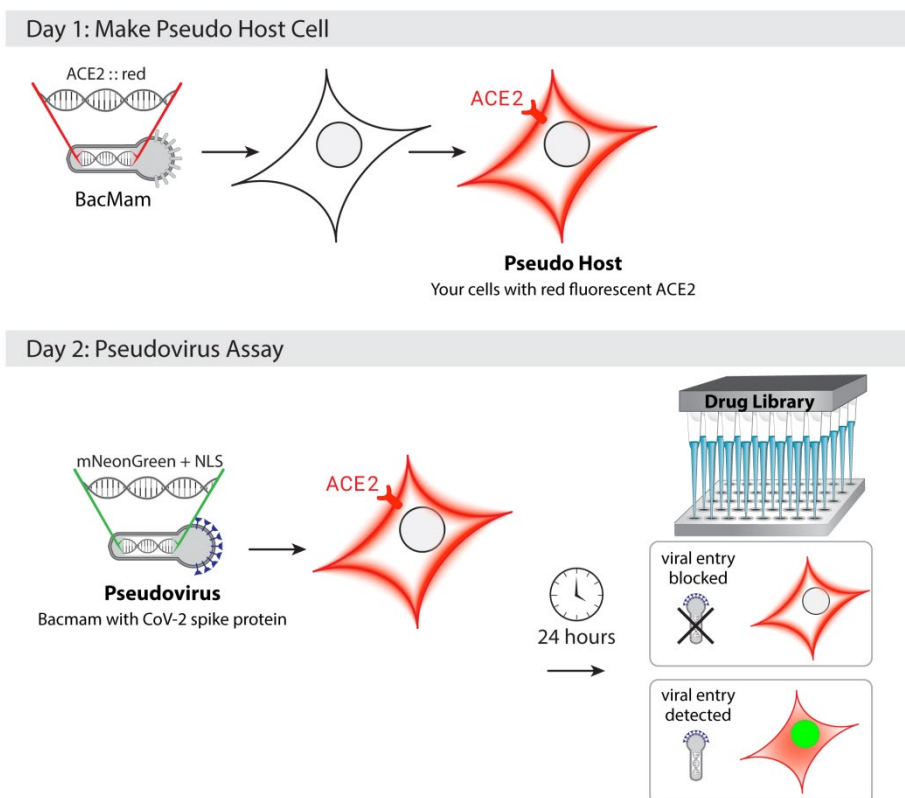 Day 1: Make Pseudo Host Cell
ACE2 :: red
BacMam
ACE2
Pseudo Host
Your cells with red fluorescent ACE2
Day 2: Pseudovirus Assay
Drug Library
mNeonGreen + NLS
ACE2
Pseudovirus
Bacmam with CoV-2 spike protein
24 hours
viral entry
blocked
viral entry
detected